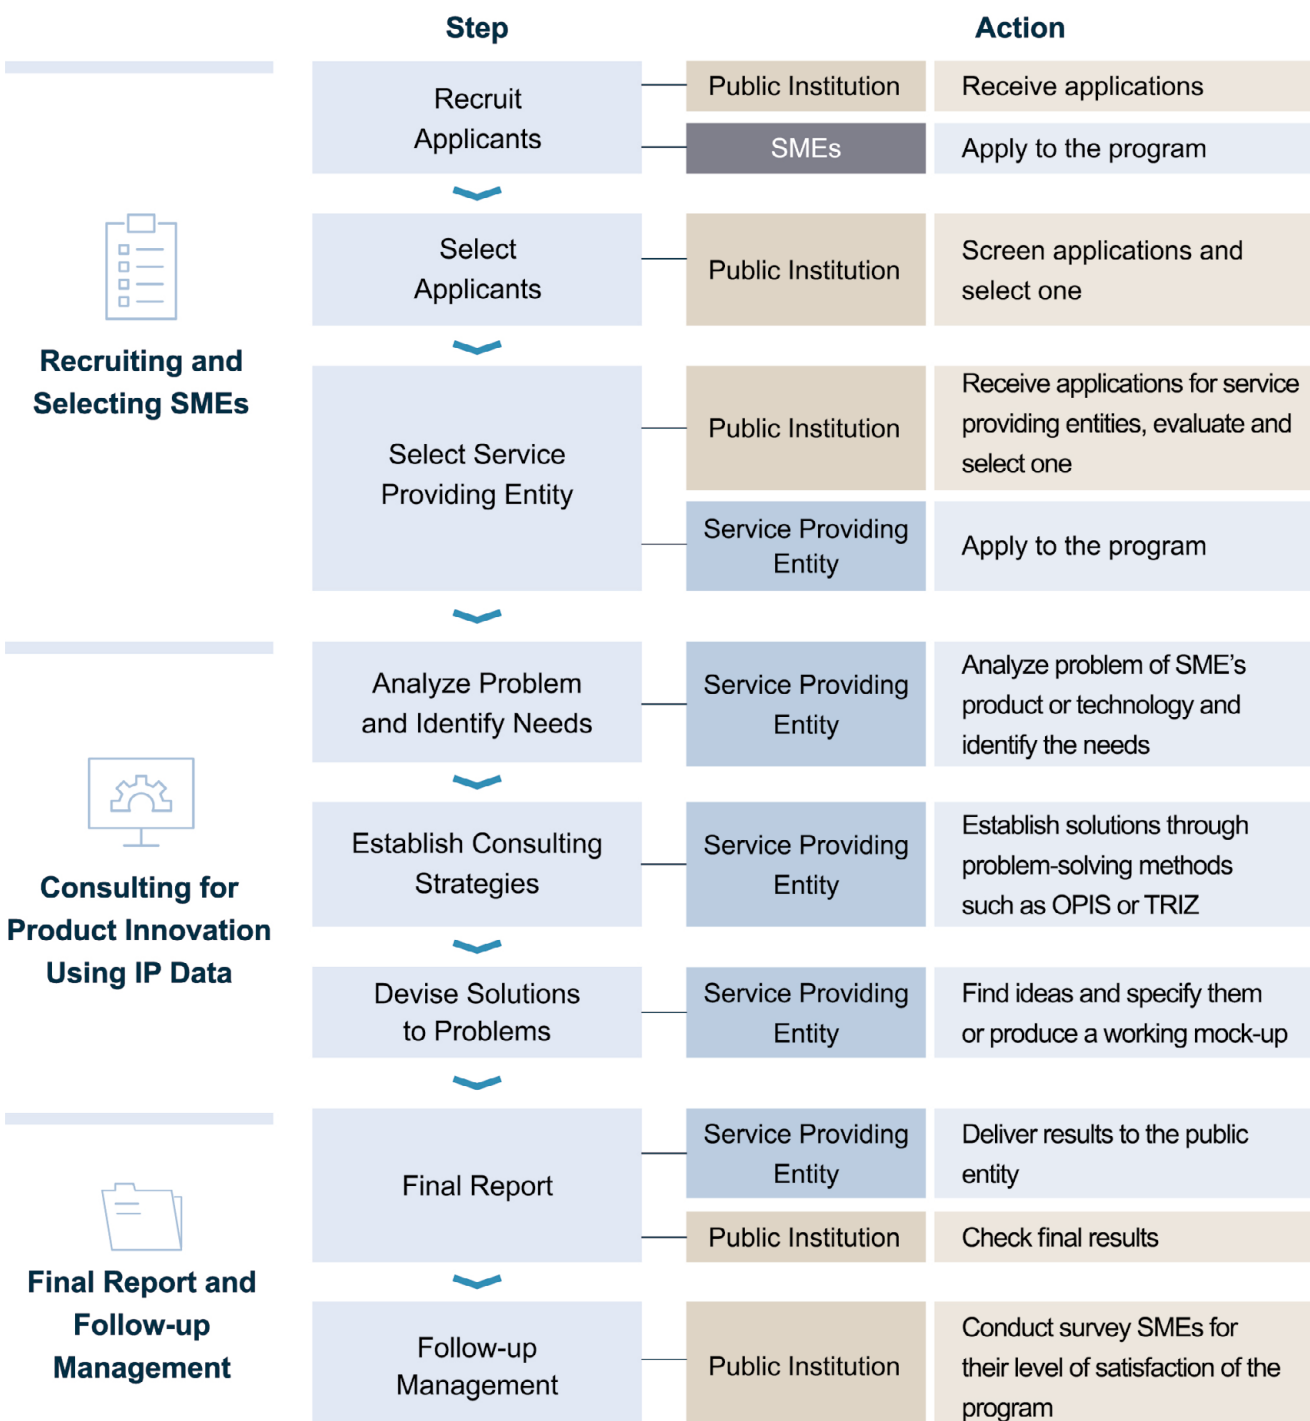 Step
Action
Recruiting and
Selecting SMEs
Recruit
Applicants
Public Institution
Receive applications
SMEs
Apply to the program
Select
Applicants
Public Institution
Screen applications and
select one
Select Service
Providing Entity
Public Institution
Receive applications for service
providing entities, evaluate and
select one
Service Providing
Entity
Apply to the program
Consulting for
Product Innovation
Using IP Data
Analyze Problem
and Identify Needs
Service Providing
Entity
Analyze problem of SME’s
product or technology and
identify the needs
Establish Consulting
Strategies
Service Providing
Entity
Establish solutions through
problem-solving methods
such as OPIS or TRIZ
Devise Solutions
to Problems
Service Providing
Entity
Find ideas and specify them
or produce a working mock-up
Final Report and
Follow-up
Management
Final Report
Service Providing
Entity
Deliver results to the public
entity
Public Institution
Check final results
Follow-up
Management
Public Institution
Conduct survey SMEs for
their level of satisfaction of the
program